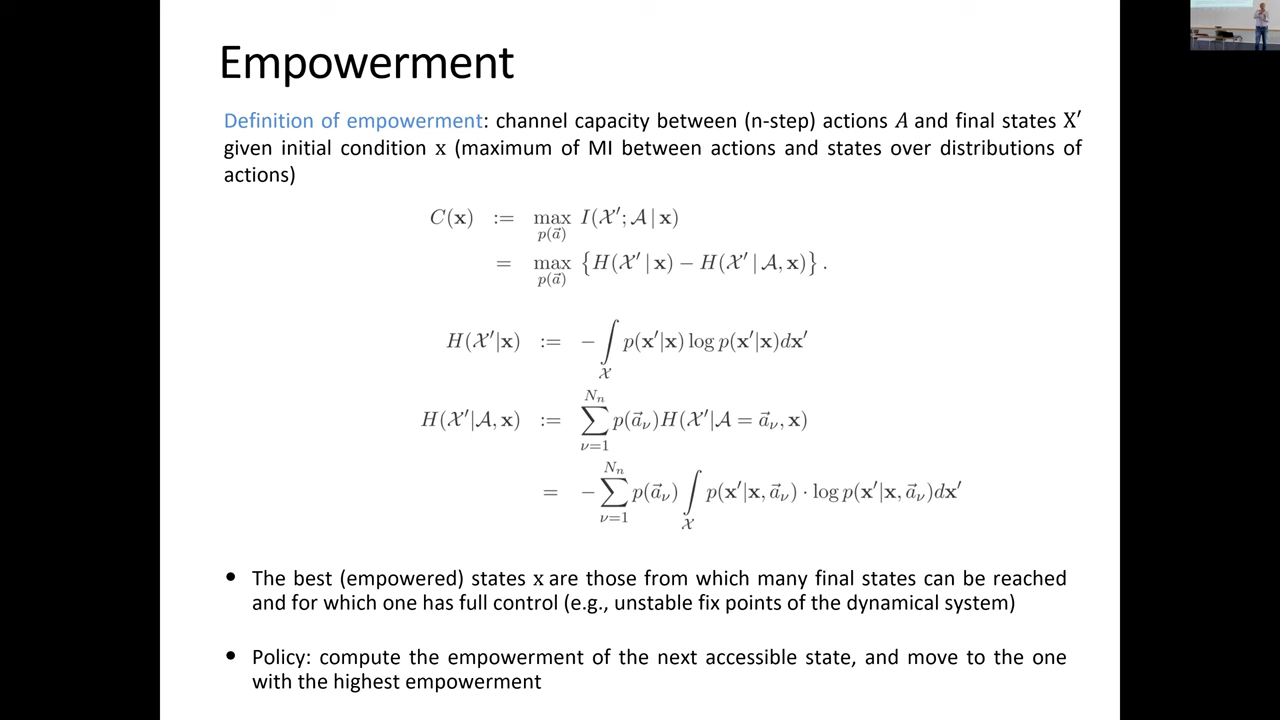 Empowerment
Definition of empowerment: channel capacity between (n-step) actions A and final states X′
given initial condition x (maximum of MI between actions and states over distributions of
actions)
C(x) := max_{p(a⃗)} I(𝒳′; 𝒜 | x)
= max_{p(a⃗)} {H(𝒳′ | x) − H(𝒳′ | 𝒜, x)}.
H(𝒳′|x) := − ∫_𝒳 p(x′|x) log p(x′|x)dx′
H(𝒳′|𝒜, x) := ∑_{ν=1}^{N_n} p(a⃗_ν)H(𝒳′|𝒜 = a⃗_ν, x)
= − ∑_{ν=1}^{N_n} p(a⃗_ν) ∫_𝒳 p(x′|x, a⃗_ν) · log p(x′|x, a⃗_ν)dx′
• The best (empowered) states x are those from which many final states can be reached
and for which one has full control (e.g., unstable fix points of the dynamical system)
• Policy: compute the empowerment of the next accessible state, and move to the one
with the highest empowerment